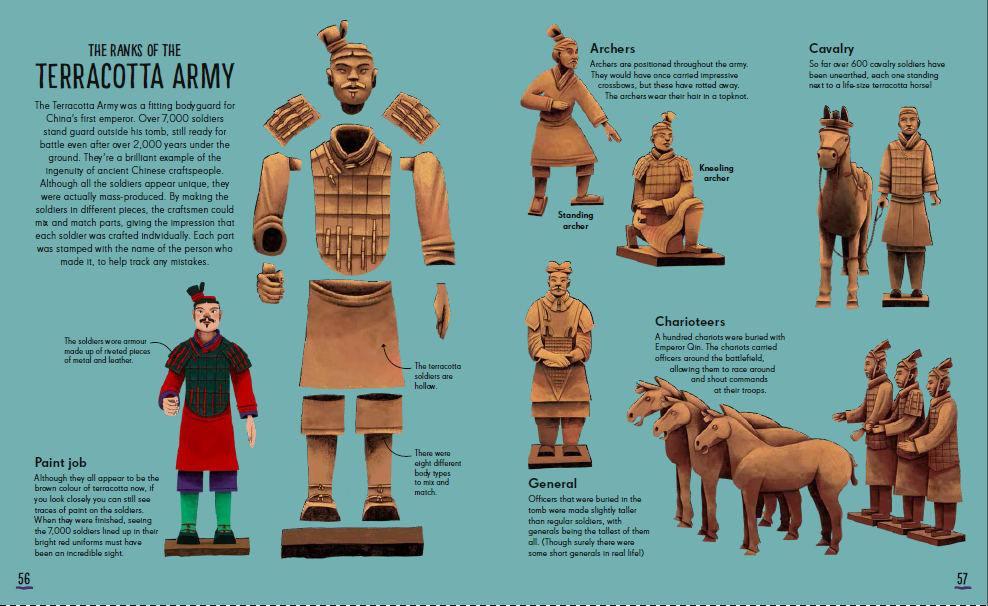 THE RANKS OF THE
TERRACOTTA ARMY
The Terracotta Army was a fitting bodyguard for
China's first emperor. Over 7,000 soldiers
stand guard outside his tomb, still ready for
battle even after over 2,000 years under the
ground. They're a brilliant example of the
ingenuity of ancient Chinese craftspeople.
Although all the soldiers appear unique, they
were actually mass-produced. By making the
soldiers in different pieces, the craftsmen could
mix and match parts, giving the impression that
each soldier was crafted individually. Each part
was stamped with the name of the person who
made it, to help track any mistakes.
The soldiers wore armour
made up of riveted pieces
of metal and leather.
Paint job
Although they all appear to be the
brown colour of terracotta now, if
you look closely you can still see
traces of paint on the soldiers.
When they were finished, seeing
the 7,000 soldiers lined up in their
bright red uniforms must have
been an incredible sight.
The terracotta
soldiers are
hollow.
There were
eight different
body types
to mix and
match.
56
Archers
Archers are positioned throughout the army.
They would have once carried impressive
crossbows, but these have rotted away.
The archers wear their hair in a topknot.
Standing
archer
Kneeling
archer
Cavalry
So far over 600 cavalry soldiers have
been unearthed, each one standing
next to a life-size terracotta horse!
General
Officers that were buried in the
tomb were made slightly taller
than regular soldiers, with
generals being the tallest of them
all. (Though surely there were
some short generals in real life!)
Charioteers
A hundred chariots were buried with
Emperor Qin. The chariots carried
officers around the battlefield,
allowing them to race around
and shout commands
at their troops.
57